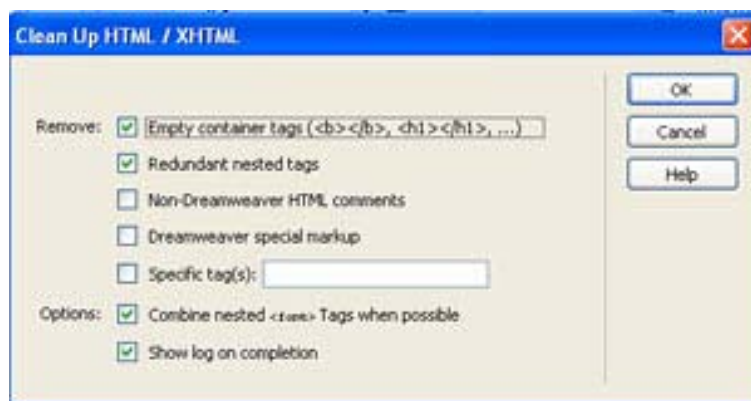 Clean Up HTML / XHTML
OK
Remove: Empty container tags (<b></b>, <h1></h1>, ...)
Cancel
Redundant nested tags
Help
Non-Dreamweaver HTML comments
Dreamweaver special markup
Specific tag(s):
Options: Combine nested <font> Tags when possible
Show log on completion